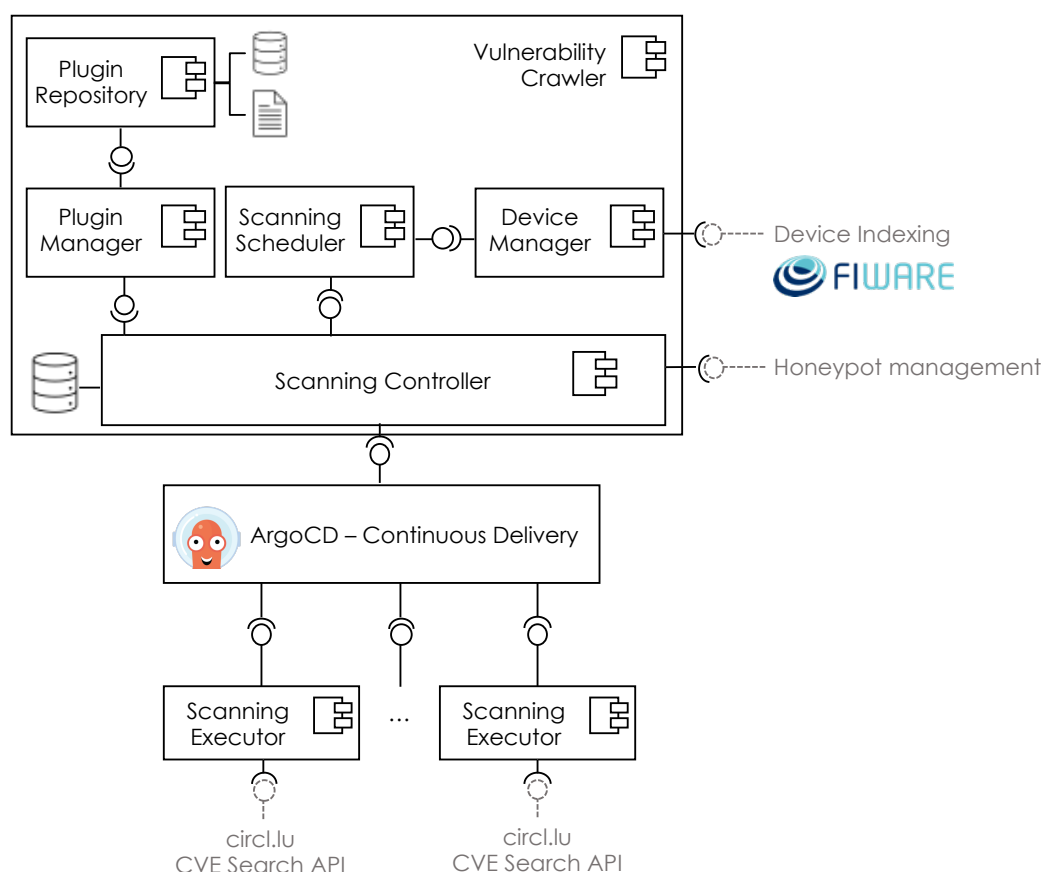 Vulnerability
Crawler
Plugin
Repository
Plugin
Manager
Scanning
Scheduler
Device
Manager
Device Indexing
FIWARE
Scanning Controller
Honeypot management
ArgoCD – Continuous Delivery
Scanning
Executor
...
Scanning
Executor
circl.lu
CVE Search API
circl.lu
CVE Search API